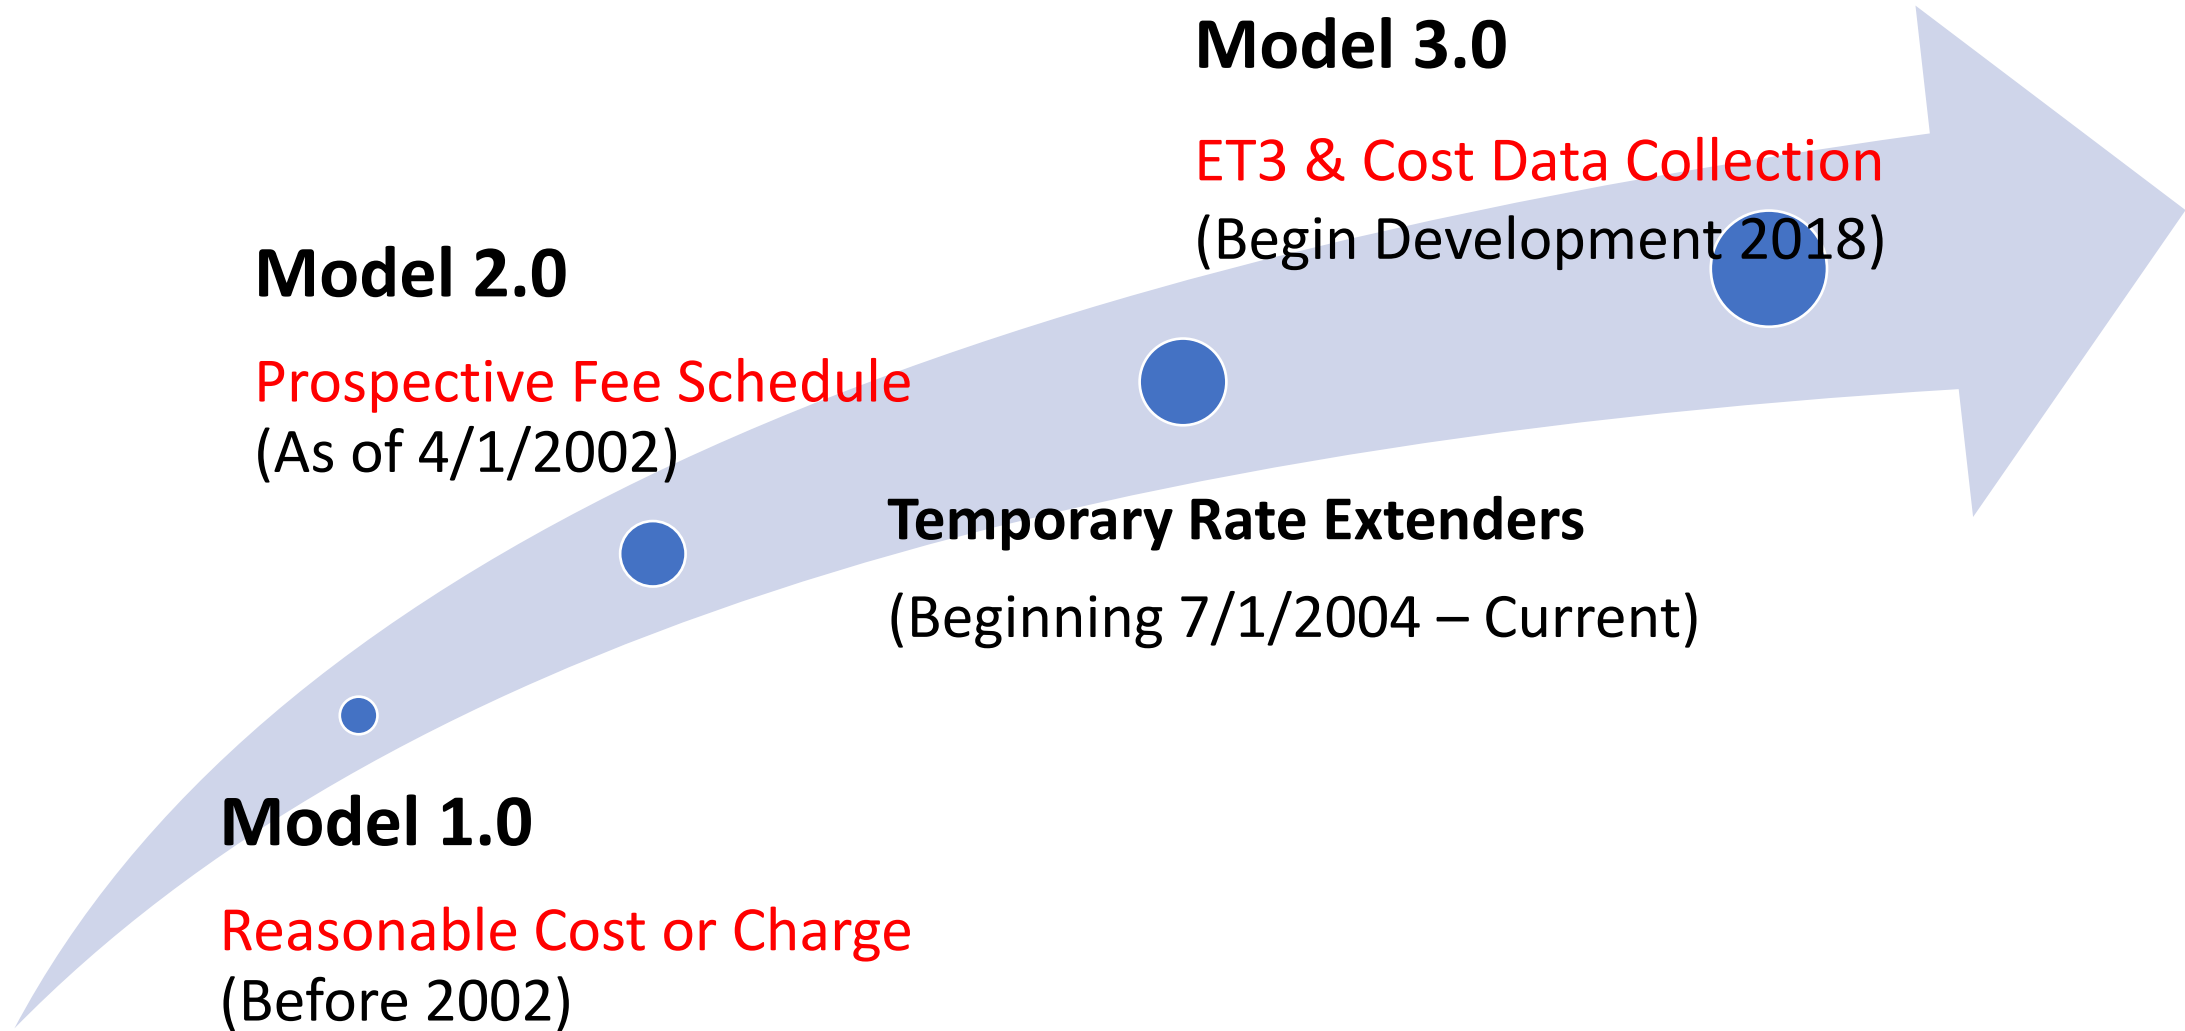 Model 3.0
ET3 & Cost Data Collection
(Begin Development 2018)
Model 2.0
Prospective Fee Schedule
(As of 4/1/2002)
Temporary Rate Extenders
(Beginning 7/1/2004 – Current)
Model 1.0
Reasonable Cost or Charge
(Before 2002)